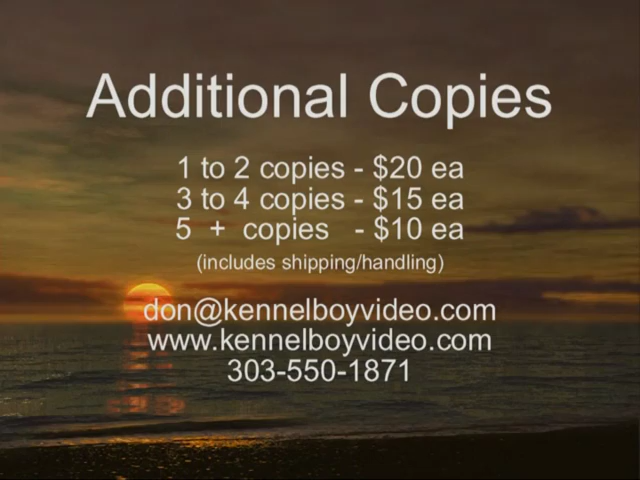 Additional Copies
1 to 2 copies - $20 ea
3 to 4 copies - $15 ea
5 + copies - $10 ea
(includes shipping/handling)
don@kennelboyvideo.com
www.kennelboyvideo.com
303-550-1871